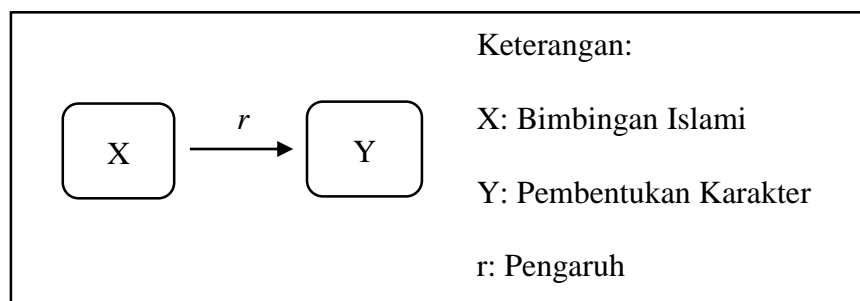 r
X
Y
Keterangan:
X: Bimbingan Islami
Y: Pembentukan Karakter
r: Pengaruh